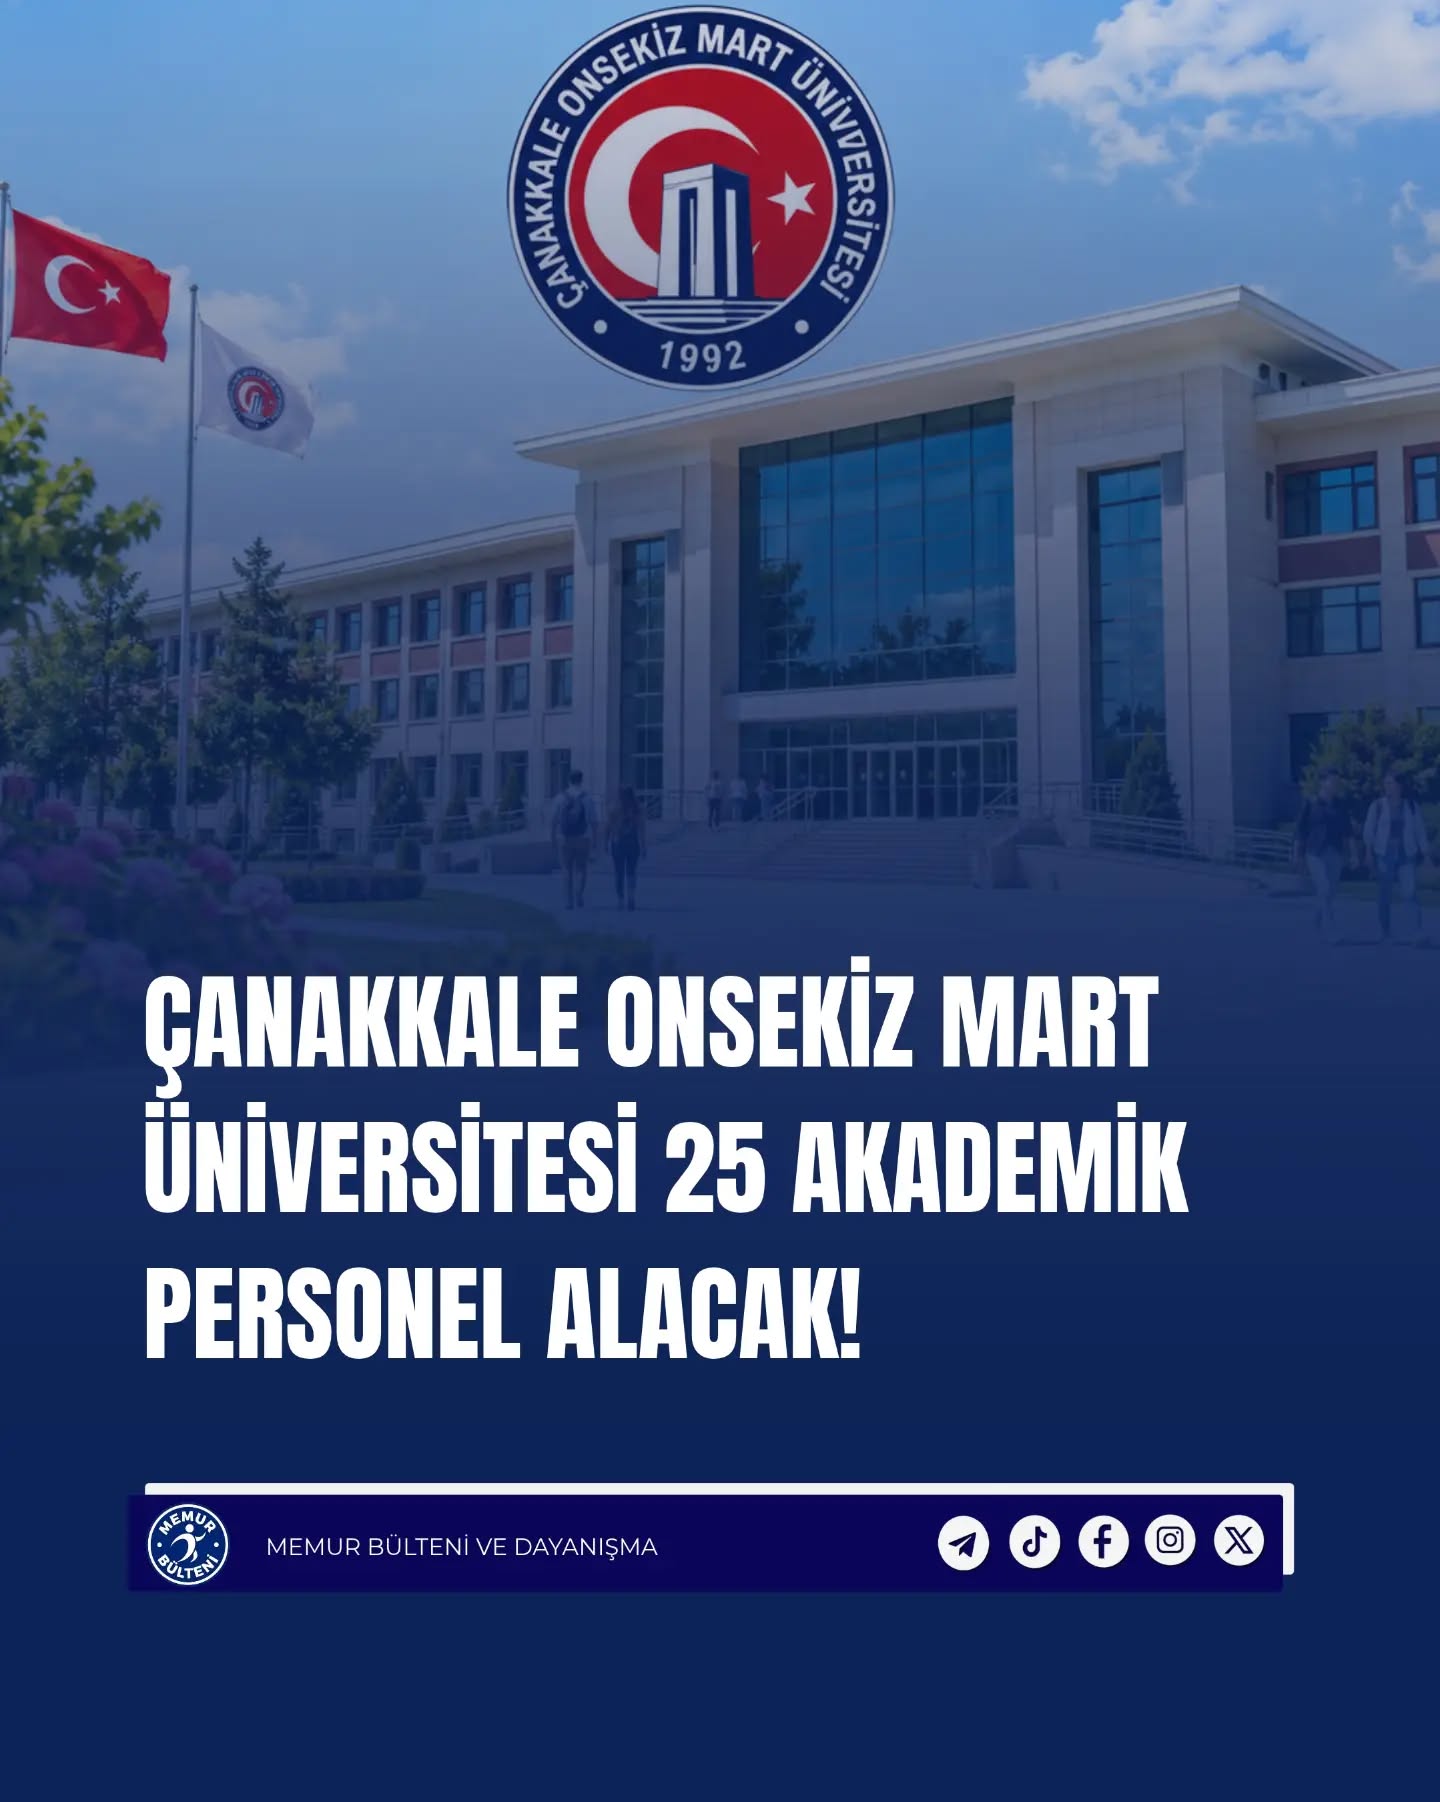 ÇANAKKALE ONSEKİZ MART ÜNİVVERSİTESİ
1992
ÇANAKKALE ONSEKİZ MART
ÜNİVERSİTESİ 25 AKADEMİK
PERSONEL ALACAK!
MEMUR
BÜLTENİ
MEMUR BÜLTENİ VE DAYANIŞMA